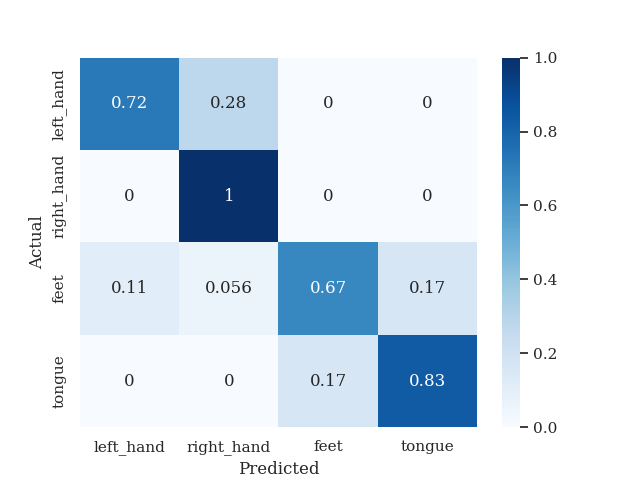 left_hand 0.72 0.28 0 0
right_hand 0 1 0 0
feet 0.11 0.056 0.67 0.17
tongue 0 0 0.17 0.83
left_hand right_hand feet tongue
Predicted
Actual
1.0
0.8
0.6
0.4
0.2
0.0